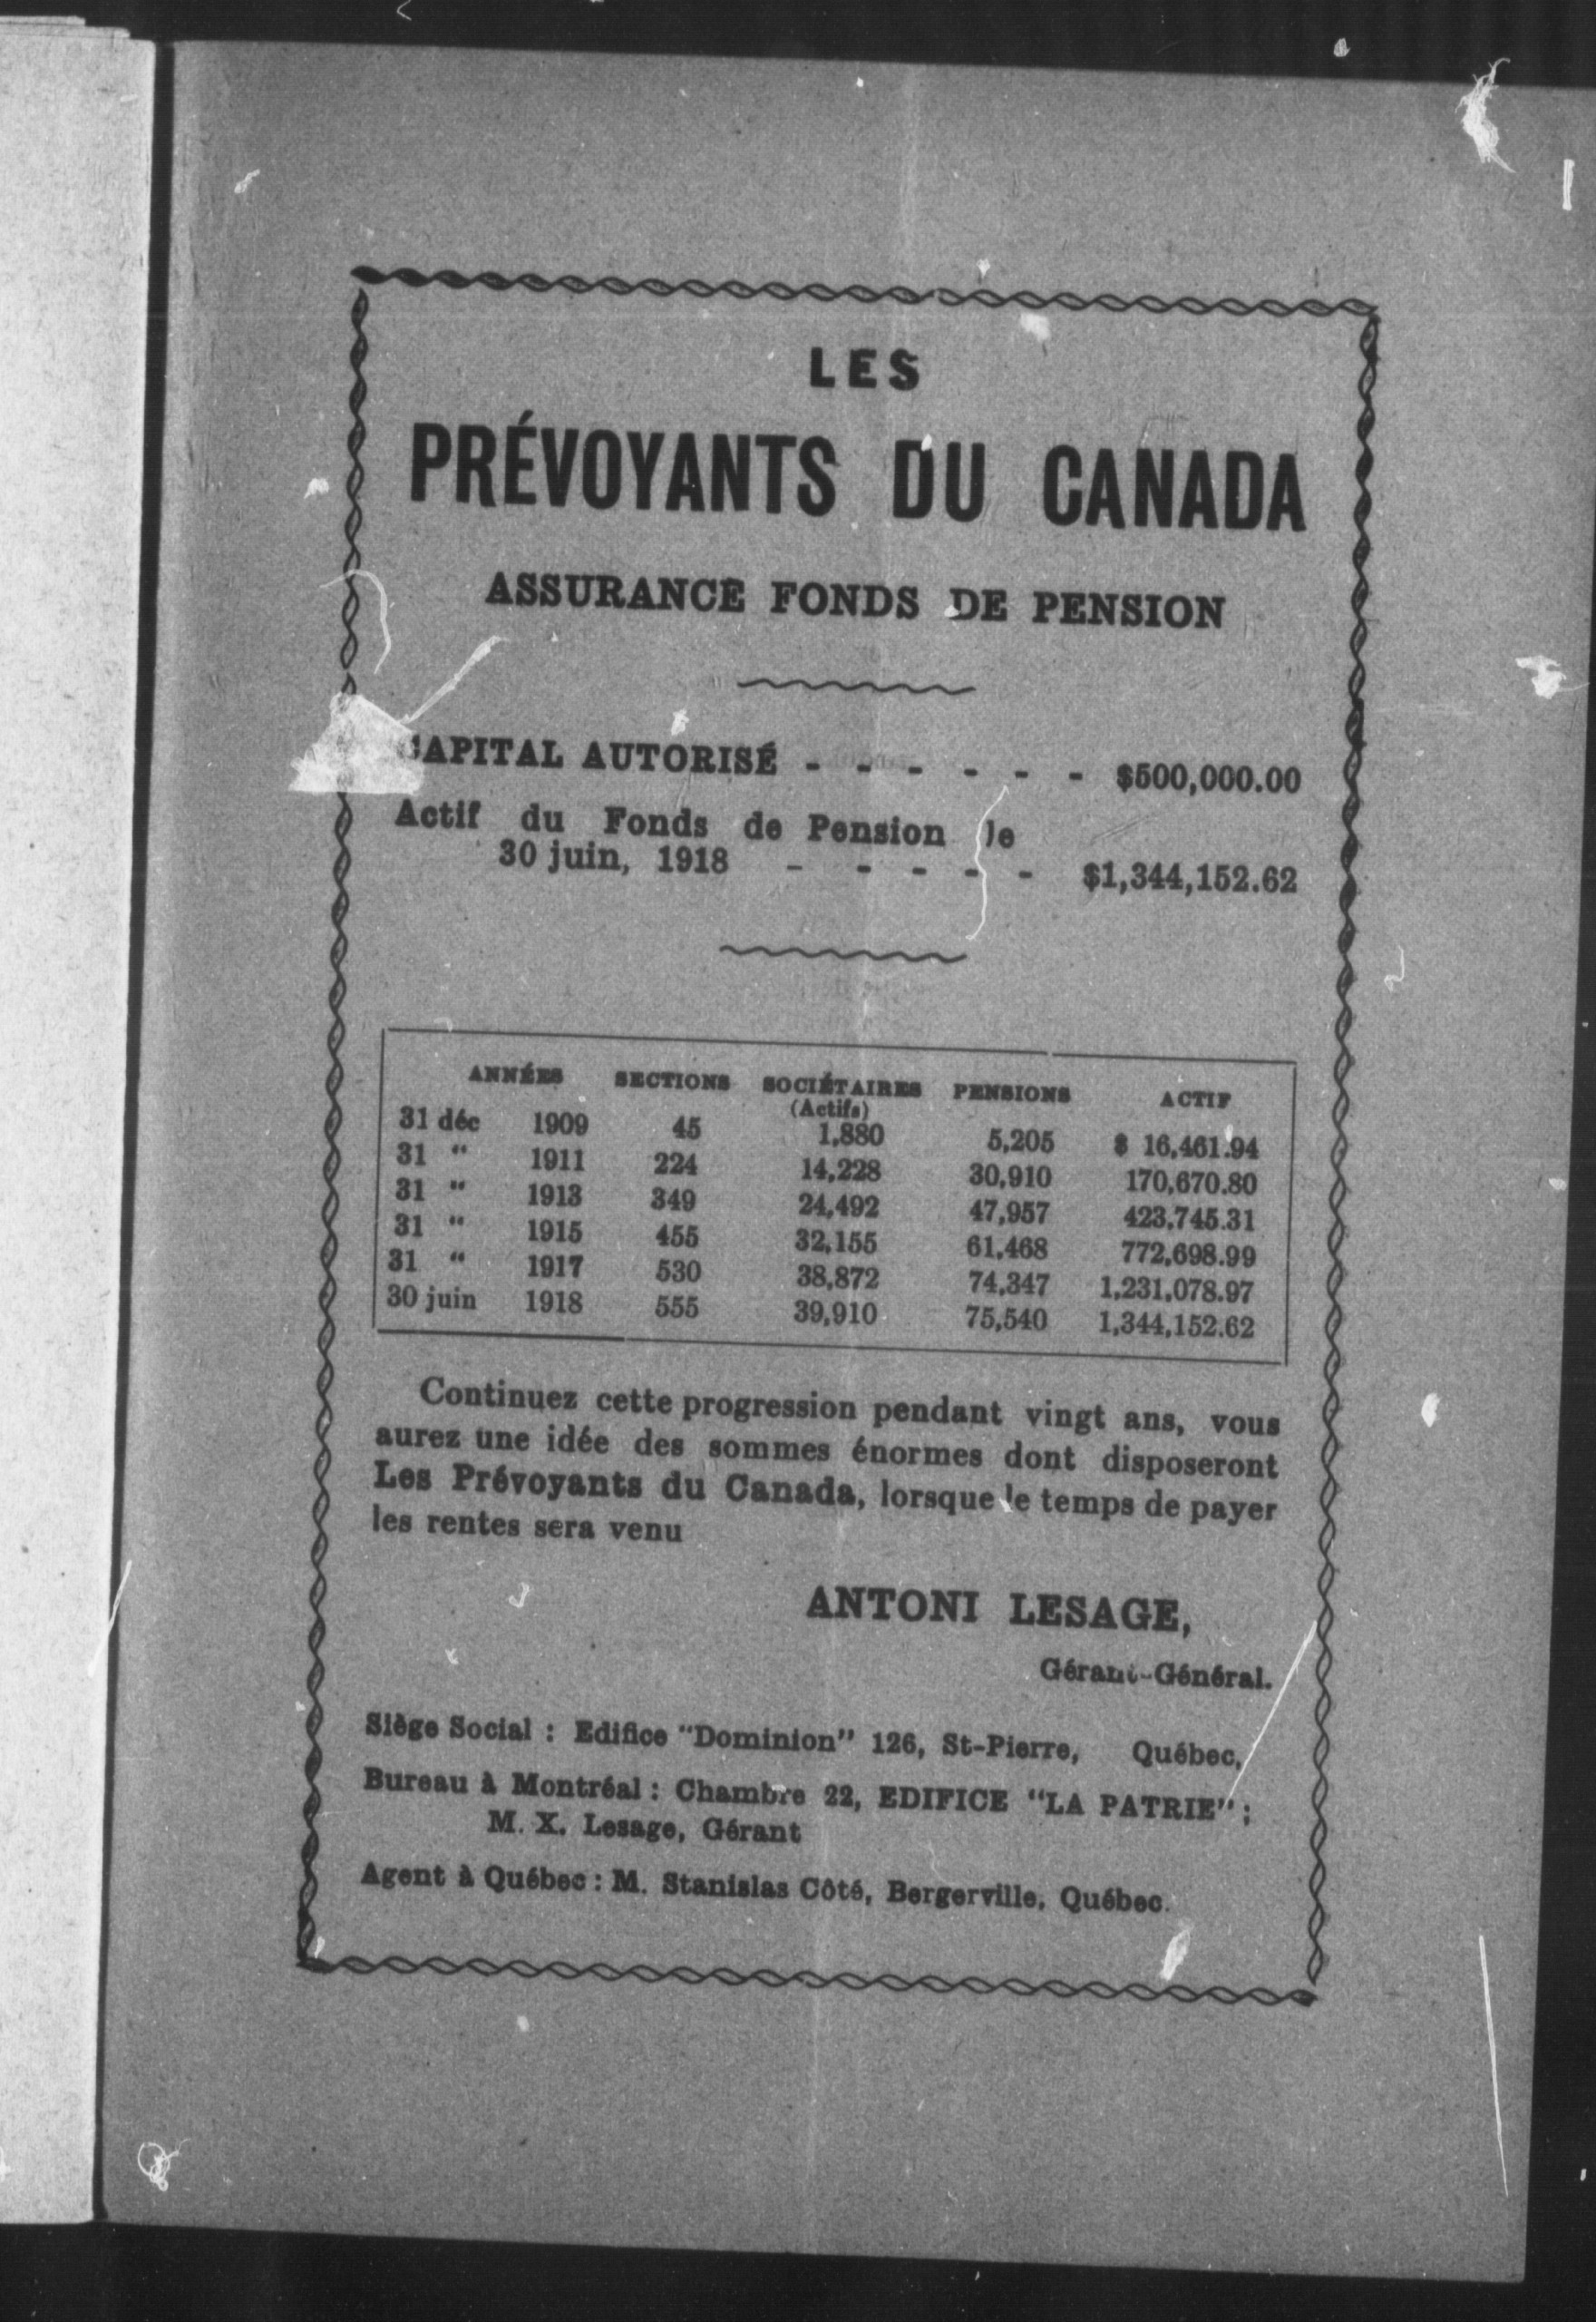 LES
PRÉVOYANTS DU CANADA
ASSURANCE FONDS DE PENSION
CAPITAL AUTORISÉ - - - - - - $500,000.00
Actif du Fonds de Pension le
30 juin, 1918 - - - - - $1,344,152.62
ANNÉES SECTIONS SOCIÉTAIRES PENSIONS ACTIF
(Actifs)
31 déc 1909 45 1,880 5,205 $ 16,461.94
31 " 1911 224 14,228 30,910 170,670.80
31 " 1913 349 24,492 47,957 423,745.31
31 " 1915 455 32,155 61,468 772,698.99
31 " 1917 530 38,872 74,347 1,231,078.97
30 juin 1918 555 39,910 75,540 1,344,152.62
Continuez cette progression pendant vingt ans, vous
aurez une idée des sommes énormes dont disposeront
Les Prévoyants du Canada, lorsque le temps de payer
les rentes sera venu
ANTONI LESAGE,
Gérant-Général.
Siège Social : Edifice "Dominion" 126, St-Pierre, Québec,
Bureau à Montréal : Chambre 22, EDIFICE "LA PATRIE" ;
M. X. Lesage, Gérant
Agent à Québec : M. Stanislas Côté, Bergerville, Québec.